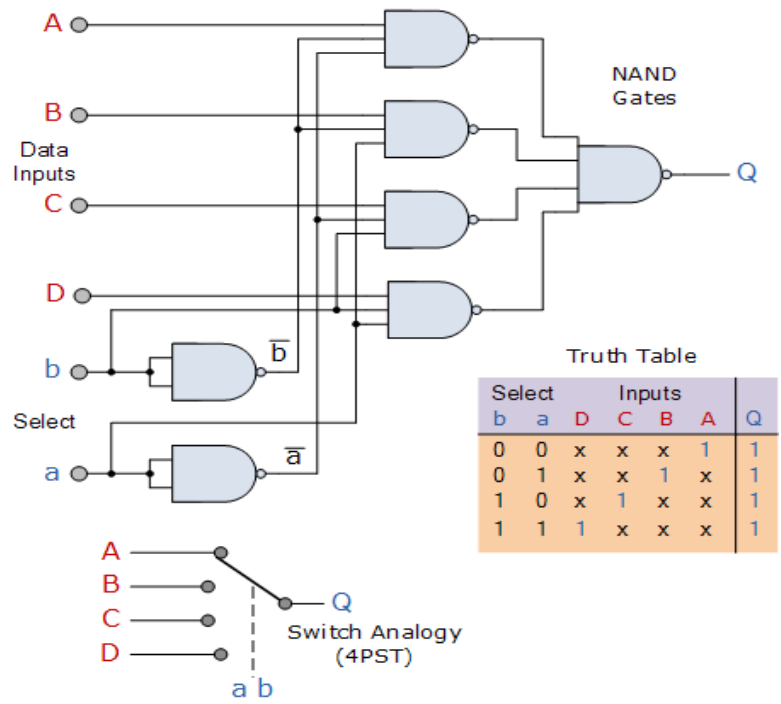 A
B
Data
Inputs
C
D
b
Select
a
b̅
a̅
NAND
Gates
Q
Truth Table
Select Inputs
b a D C B A Q
0 0 x x x 1 1
0 1 x x 1 x 1
1 0 x 1 x x 1
1 1 1 x x x 1
A
B
C
D
Q
Switch Analogy
(4PST)
a b